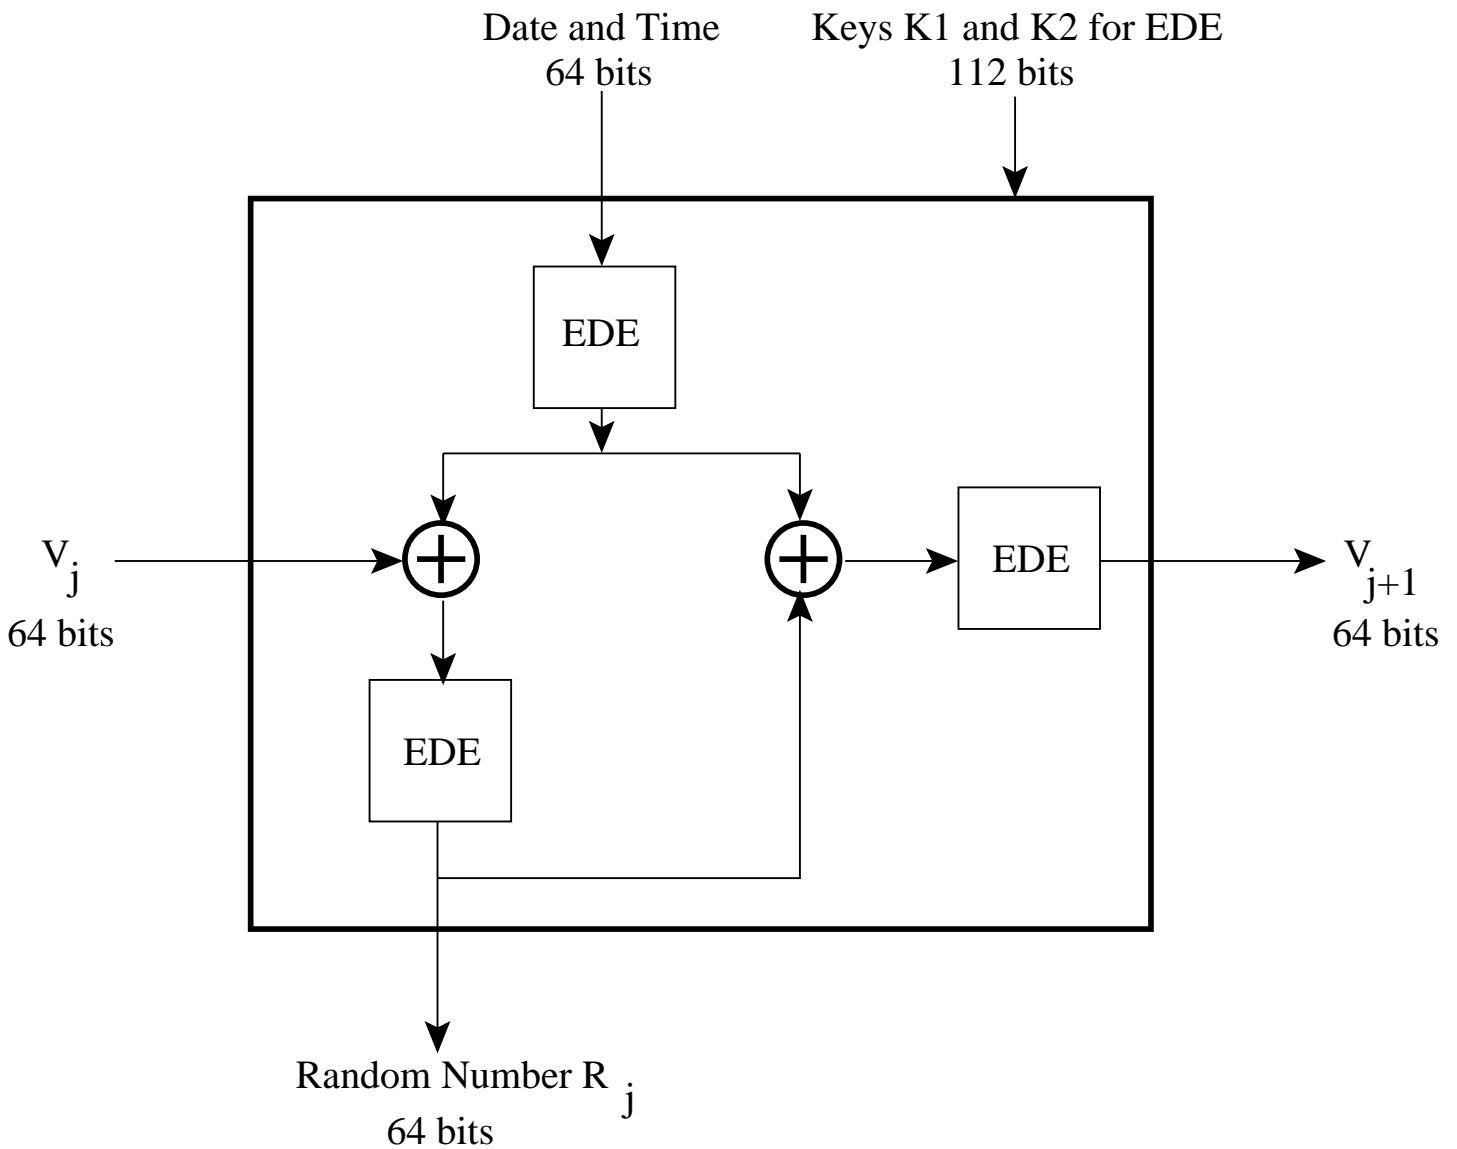 Date and Time
64 bits
Keys K1 and K2 for EDE
112 bits
EDE
V j
64 bits
EDE
V j+1
64 bits
EDE
Random Number R j
64 bits